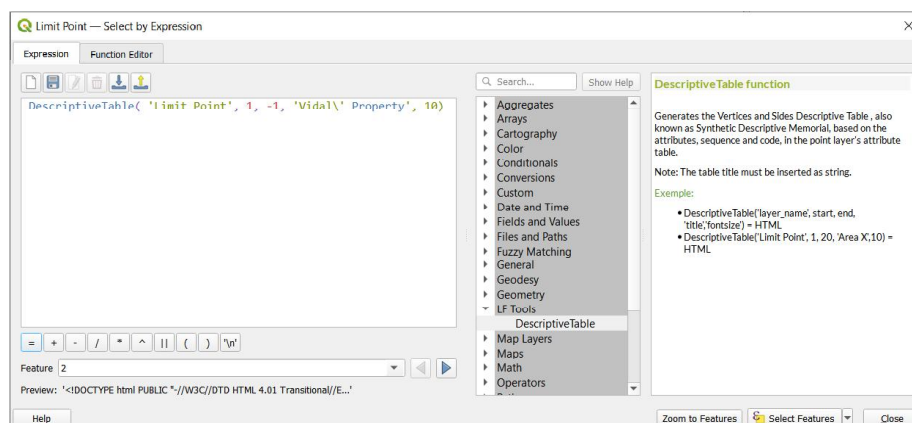 Limit Point — Select by Expression
Expression
Function Editor
DescriptiveTable( 'Limit Point', 1, -1, 'Vidal\' Property', 10)
= + - / * ^ || ( ) '\n'
Feature 2
Preview: '<!DOCTYPE html PUBLIC "-//W3C//DTD HTML 4.01 Transitional//E...'
Search...
Show Help
Aggregates
Arrays
Cartography
Color
Conditionals
Conversions
Custom
Date and Time
Fields and Values
Files and Paths
Fuzzy Matching
General
Geodesy
Geometry
LF Tools
DescriptiveTable
Map Layers
Maps
Math
Operators
DescriptiveTable function
Generates the Vertices and Sides Descriptive Table , also
known as Synthetic Descriptive Memorial, based on the
attributes, sequence and code, in the point layer's attribute
table.
Note: The table title must be inserted as string.
Exemple:
• DescriptiveTable('layer_name', start, end,
'title','fontsize') = HTML
• DescriptiveTable('Limit Point', 1, 20, 'Area X',10) =
HTML
Help
Zoom to Features
Select Features
Close